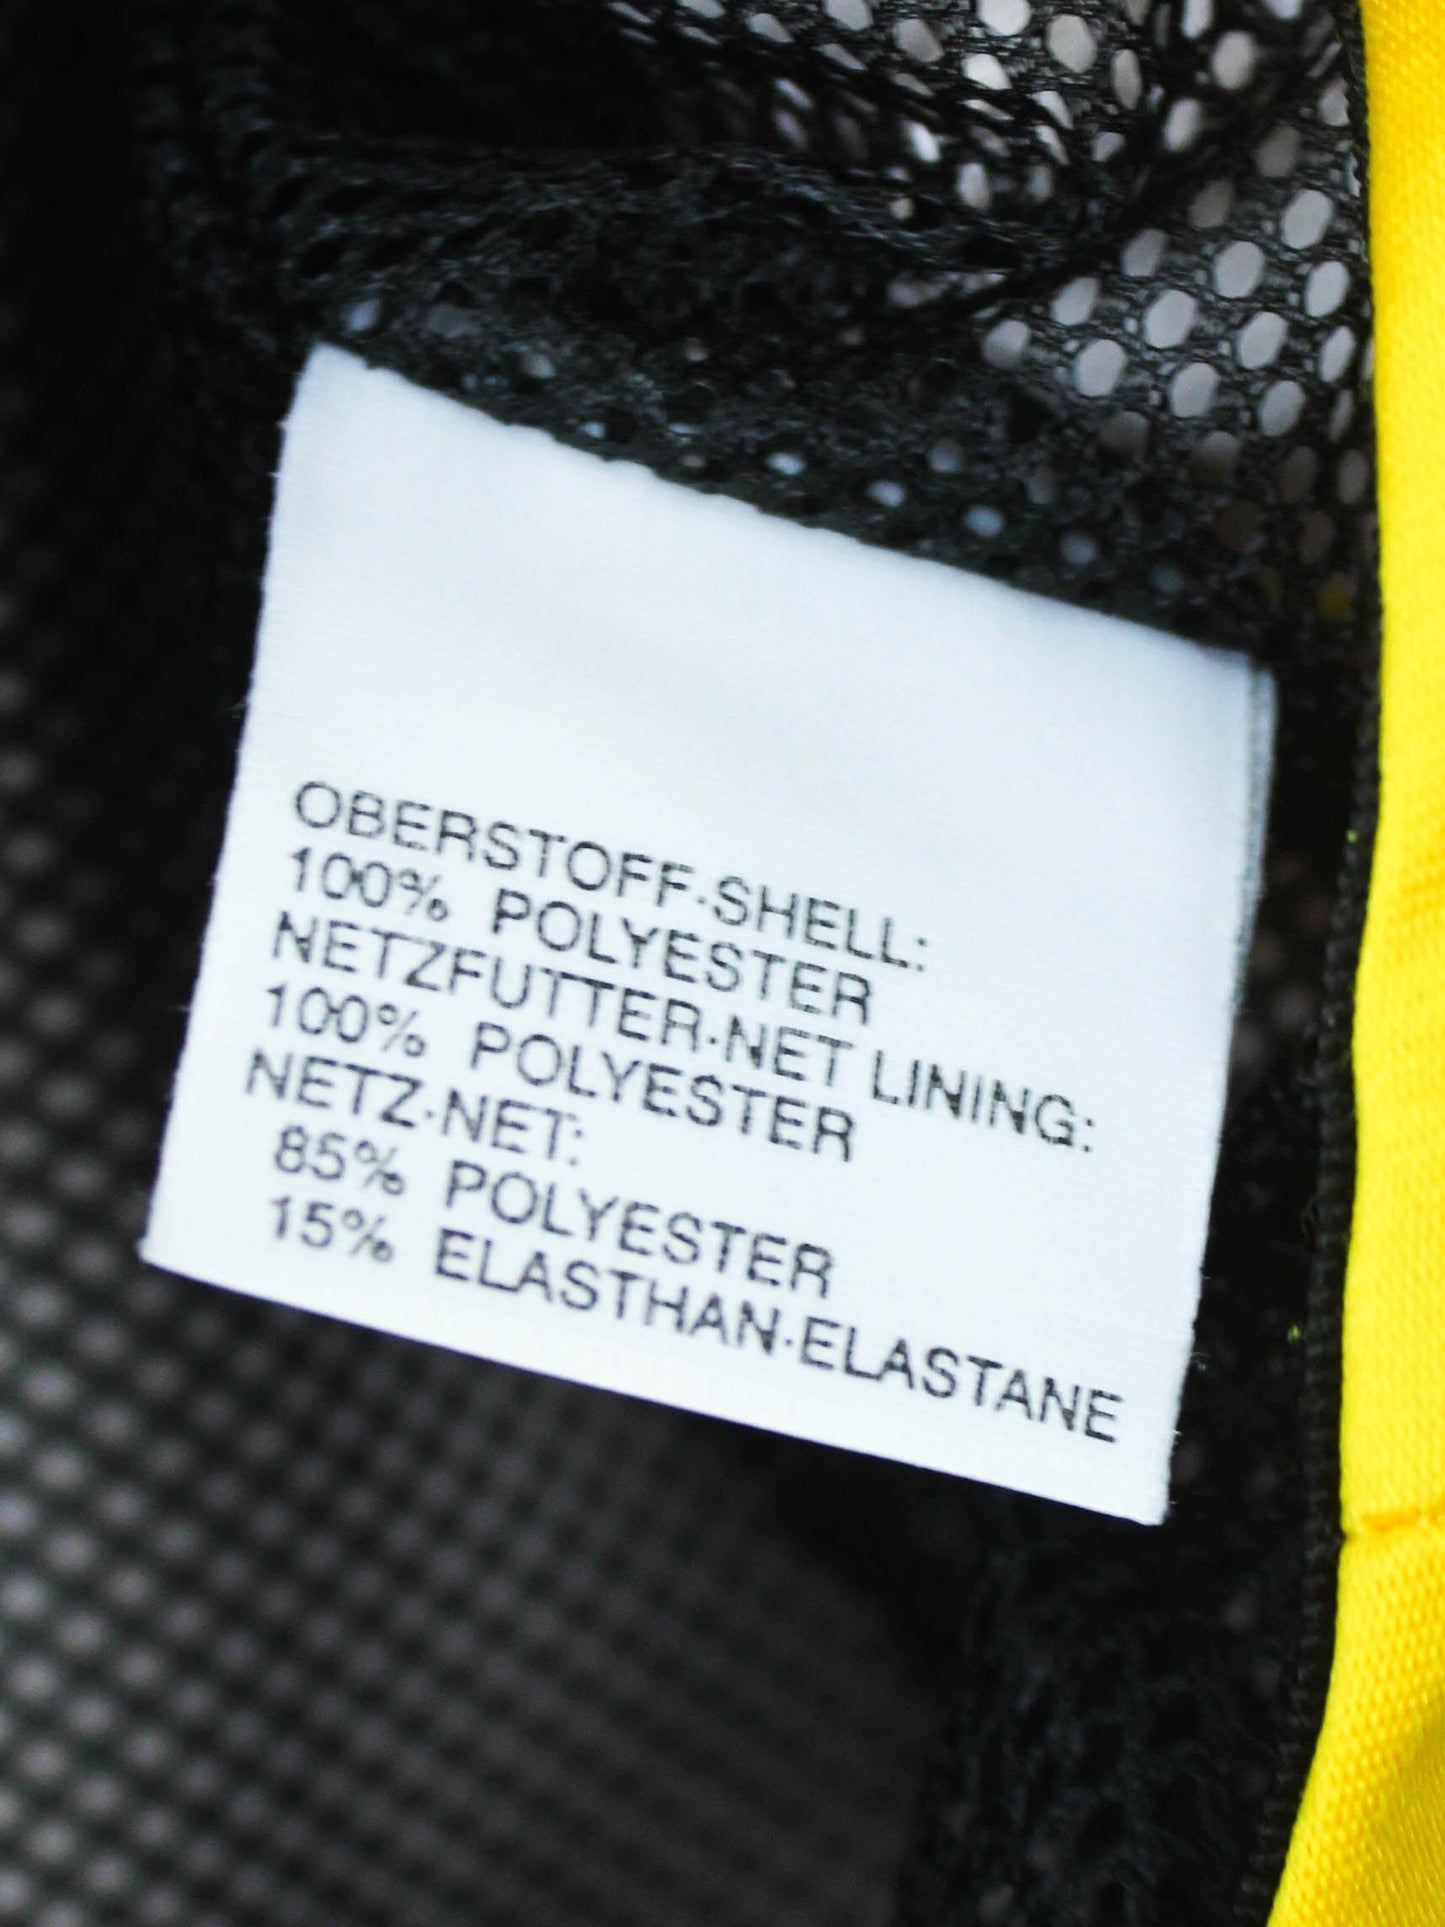 OBERSTOFF·SHELL:
100% POLYESTER
NETZFUTTER·NET LINING:
100% POLYESTER
NETZ·NET:
85% POLYESTER
15% ELASTHAN·ELASTANE